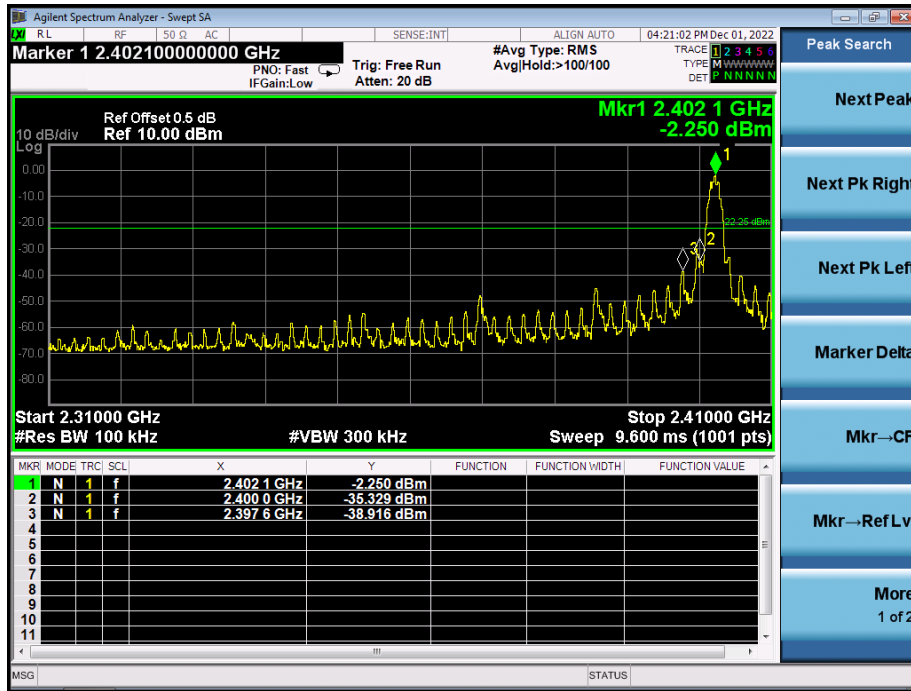 Agilent Spectrum Analyzer - Swept SA
LXI RL RF 50 Ω AC SENSE:INT ALIGN AUTO 04:21:02 PM Dec 01, 2022
Marker 1 2.402100000000 GHz
PNO: Fast
IFGain:Low
Trig: Free Run
Atten: 20 dB
#Avg Type: RMS
Avg|Hold:>100/100
TRACE 1 2 3 4 5 6
TYPE M W W W W W
DET P N N N N N
Peak Search
Next Peak
Next Pk Right
Next Pk Left
Marker Delta
Mkr→CF
Mkr→Ref Lv
More
1 of 2
Mkr1 2.402 1 GHz
-2.250 dBm
Ref Offset 0.5 dB
10 dB/div Ref 10.00 dBm
Log
0.00
-10.0
-20.0
-30.0
-40.0
-50.0
-60.0
-70.0
-80.0
1
-22.25 dBm
2
3
Start 2.31000 GHz Stop 2.41000 GHz
#Res BW 100 kHz #VBW 300 kHz Sweep 9.600 ms (1001 pts)
MKR MODE TRC SCL X Y FUNCTION FUNCTION WIDTH FUNCTION VALUE
1 N 1 f 2.402 1 GHz -2.250 dBm
2 N 1 f 2.400 0 GHz -35.329 dBm
3 N 1 f 2.397 6 GHz -38.916 dBm
4
5
6
7
8
9
10
11
MSG STATUS